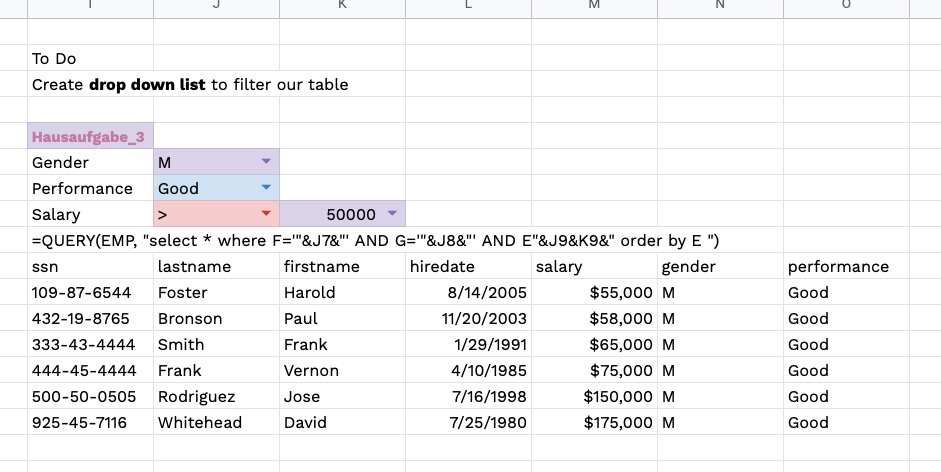 I J K L M N O
To Do
Create drop down list to filter our table
Hausaufgabe_3
Gender M
Performance Good
Salary > 50000
=QUERY(EMP, "select * where F='"&J7&"' AND G='"&J8&"' AND E"&J9&K9&" order by E ")
ssn lastname firstname hiredate salary gender performance
109-87-6544 Foster Harold 8/14/2005 $55,000 M Good
432-19-8765 Bronson Paul 11/20/2003 $58,000 M Good
333-43-4444 Smith Frank 1/29/1991 $65,000 M Good
444-45-4444 Frank Vernon 4/10/1985 $75,000 M Good
500-50-0505 Rodriguez Jose 7/16/1998 $150,000 M Good
925-45-7116 Whitehead David 7/25/1980 $175,000 M Good